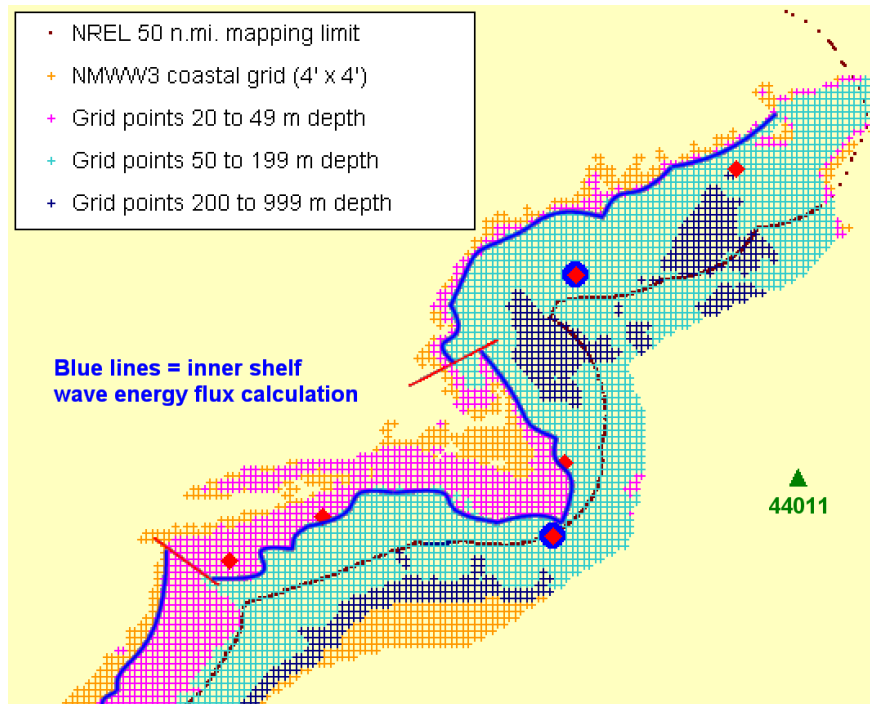 NREL 50 n.mi. mapping limit
NMWW3 coastal grid (4' x 4')
Grid points 20 to 49 m depth
Grid points 50 to 199 m depth
Grid points 200 to 999 m depth
Blue lines = inner shelf
wave energy flux calculation
44011